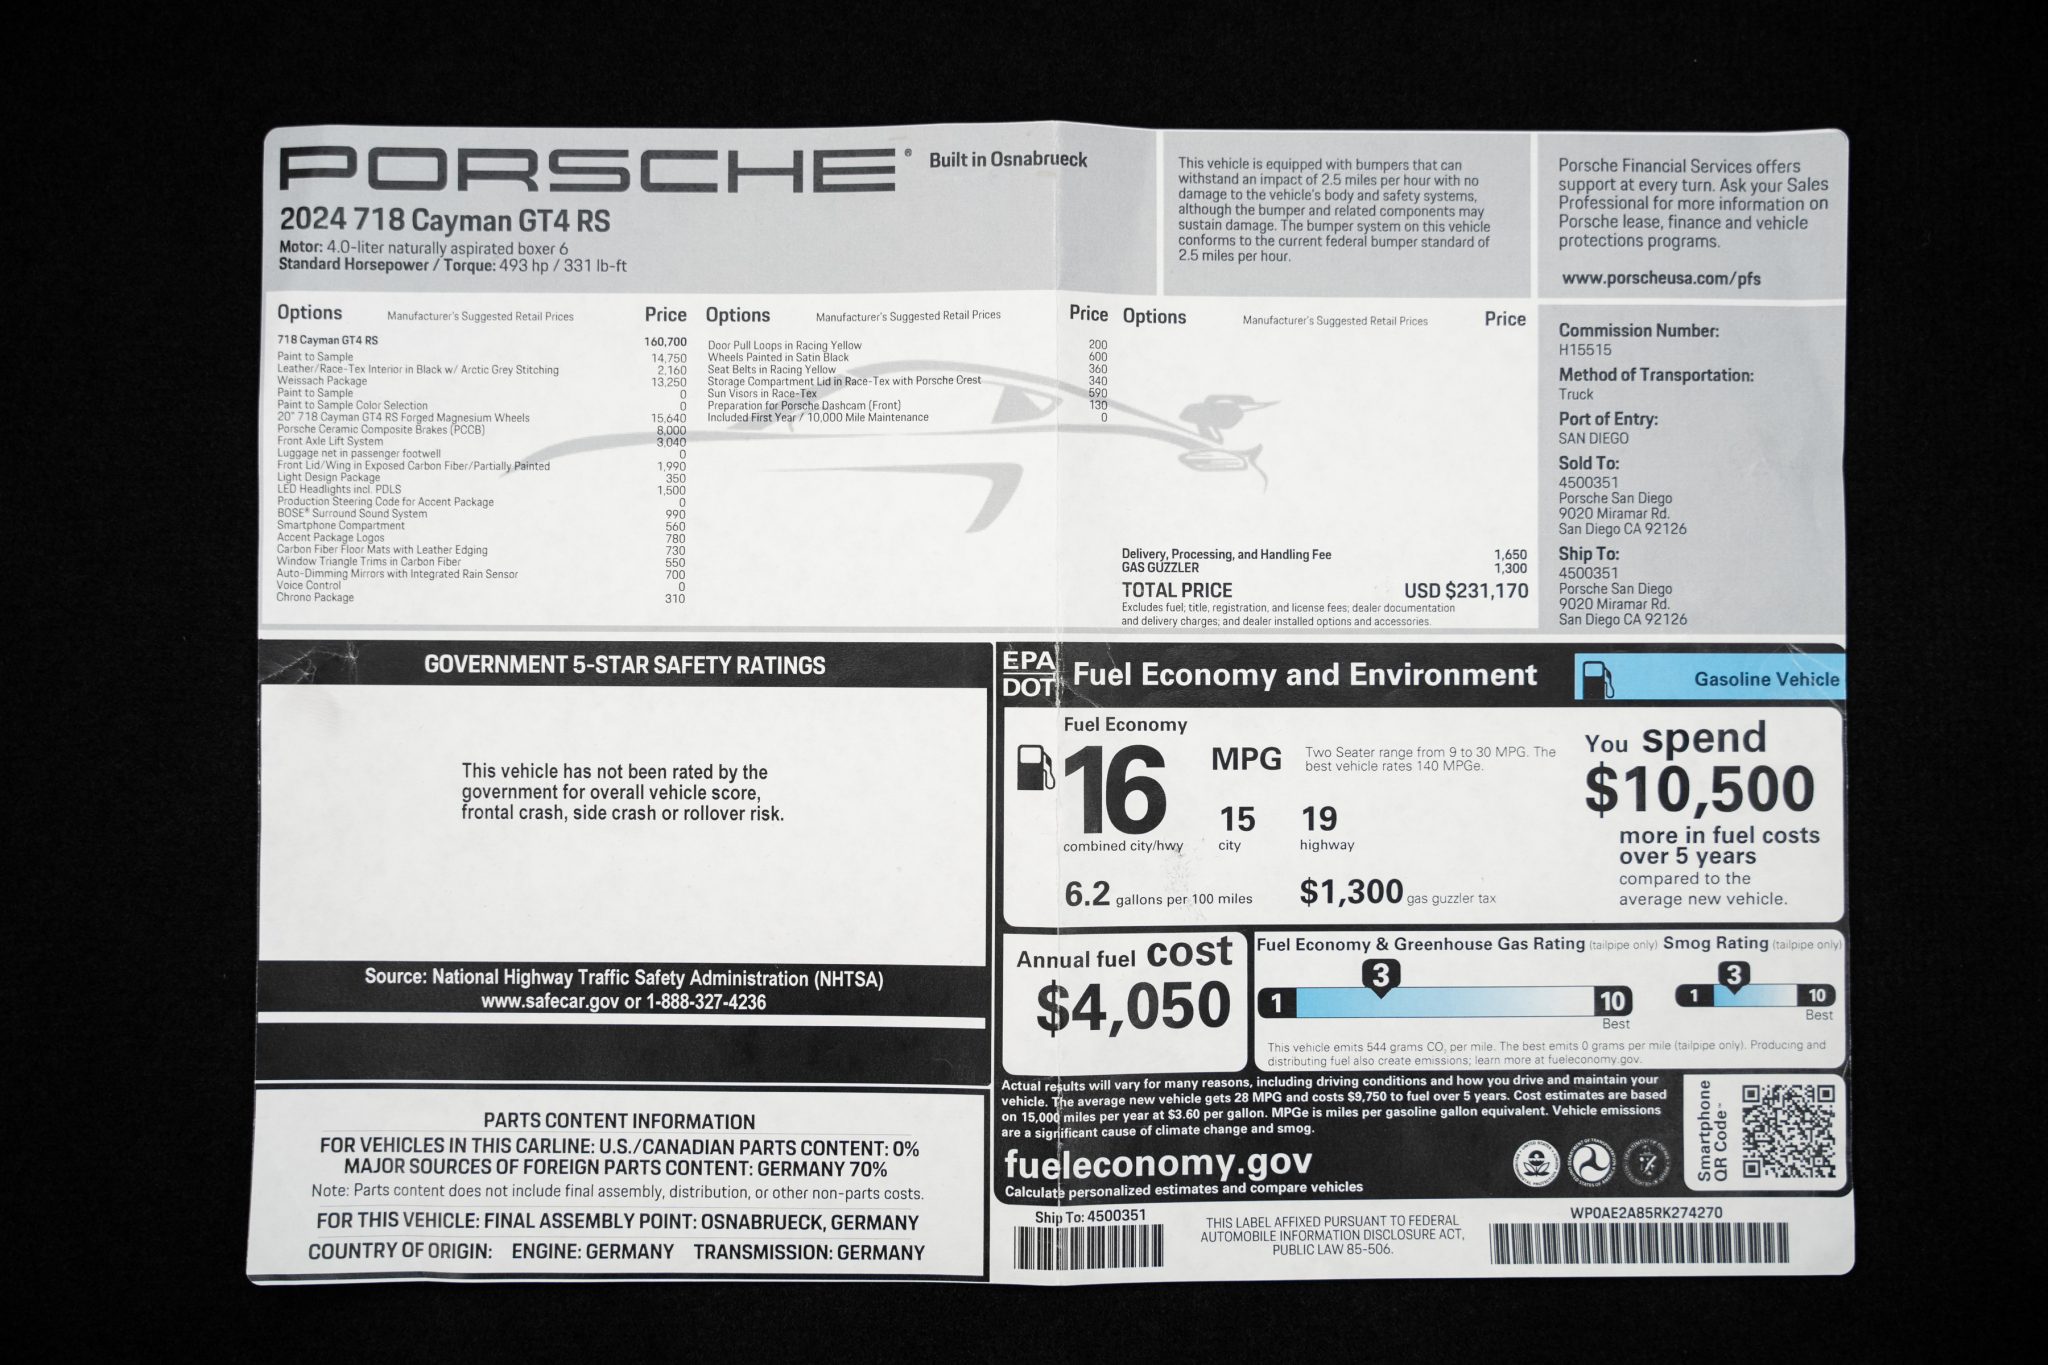 PORSCHE®
Built in Osnabrueck
2024 718 Cayman GT4 RS
Motor: 4.0-liter naturally aspirated boxer 6
Standard Horsepower / Torque: 493 hp / 331 lb-ft
This vehicle is equipped with bumpers that can
withstand an impact of 2.5 miles per hour with no
damage to the vehicle's body and safety systems,
although the bumper and related components may
sustain damage. The bumper system on this vehicle
conforms to the current federal bumper standard of
2.5 miles per hour.
Porsche Financial Services offers
support at every turn. Ask your Sales
Professional for more information on
Porsche lease, finance and vehicle
protections programs.
www.porscheusa.com/pfs
Options Manufacturer's Suggested Retail Prices Price
718 Cayman GT4 RS 160,700
Paint to Sample 14,750
Leather/Race-Tex Interior in Black w/ Arctic Grey Stitching 2,160
Weissach Package 13,250
Paint to Sample 0
Paint to Sample Color Selection 0
20" 718 Cayman GT4 RS Forged Magnesium Wheels 15,640
Porsche Ceramic Composite Brakes (PCCB) 8,000
Front Axle Lift System 3,040
Luggage net in passenger footwell 0
Front Lid/Wing in Exposed Carbon Fiber/Partially Painted 1,990
Light Design Package 350
LED Headlights incl. PDLS 1,500
Production Steering Code for Accent Package 0
BOSE® Surround Sound System 990
Smartphone Compartment 560
Accent Package Logos 780
Carbon Fiber Floor Mats with Leather Edging 730
Window Triangle Trims in Carbon Fiber 550
Auto-Dimming Mirrors with Integrated Rain Sensor 700
Voice Control 0
Chrono Package 310
Options Manufacturer's Suggested Retail Prices Price
Door Pull Loops in Racing Yellow 200
Wheels Painted in Satin Black 600
Seat Belts in Racing Yellow 360
Storage Compartment Lid in Race-Tex with Porsche Crest 340
Sun Visors in Race-Tex 590
Preparation for Porsche Dashcam (Front) 130
Included First Year / 10,000 Mile Maintenance 0
Options Manufacturer's Suggested Retail Prices Price
Delivery, Processing, and Handling Fee 1,650
GAS GUZZLER 1,300
TOTAL PRICE USD $231,170
Excludes fuel; title, registration, and license fees; dealer documentation
and delivery charges; and dealer installed options and accessories.
Commission Number:
H15515
Method of Transportation:
Truck
Port of Entry:
SAN DIEGO
Sold To:
4500351
Porsche San Diego
9020 Miramar Rd.
San Diego CA 92126
Ship To:
4500351
Porsche San Diego
9020 Miramar Rd.
San Diego CA 92126
GOVERNMENT 5-STAR SAFETY RATINGS
This vehicle has not been rated by the
government for overall vehicle score,
frontal crash, side crash or rollover risk.
Source: National Highway Traffic Safety Administration (NHTSA)
www.safecar.gov or 1-888-327-4236
PARTS CONTENT INFORMATION
FOR VEHICLES IN THIS CARLINE: U.S./CANADIAN PARTS CONTENT: 0%
MAJOR SOURCES OF FOREIGN PARTS CONTENT: GERMANY 70%
Note: Parts content does not include final assembly, distribution, or other non-parts costs.
FOR THIS VEHICLE: FINAL ASSEMBLY POINT: OSNABRUECK, GERMANY
COUNTRY OF ORIGIN: ENGINE: GERMANY TRANSMISSION: GERMANY
EPA
DOT
Fuel Economy and Environment
Gasoline Vehicle
Fuel Economy
16 MPG
combined city/hwy
15
city
19
highway
Two Seater range from 9 to 30 MPG. The
best vehicle rates 140 MPGe.
6.2 gallons per 100 miles
$1,300 gas guzzler tax
You spend
$10,500
more in fuel costs
over 5 years
compared to the
average new vehicle.
Annual fuel cost
$4,050
Fuel Economy & Greenhouse Gas Rating (tailpipe only)
3
1 10
Best
Smog Rating (tailpipe only)
3
1 10
Best
This vehicle emits 544 grams CO2 per mile. The best emits 0 grams per mile (tailpipe only). Producing and
distributing fuel also create emissions; learn more at fueleconomy.gov.
Actual results will vary for many reasons, including driving conditions and how you drive and maintain your
vehicle. The average new vehicle gets 28 MPG and costs $9,750 to fuel over 5 years. Cost estimates are based
on 15,000 miles per year at $3.60 per gallon. MPGe is miles per gasoline gallon equivalent. Vehicle emissions
are a significant cause of climate change and smog.
fueleconomy.gov
Calculate personalized estimates and compare vehicles
Smartphone
QR Code™
Ship To: 4500351
THIS LABEL AFFIXED PURSUANT TO FEDERAL
AUTOMOBILE INFORMATION DISCLOSURE ACT,
PUBLIC LAW 85-506.
WP0AE2A85RK274270